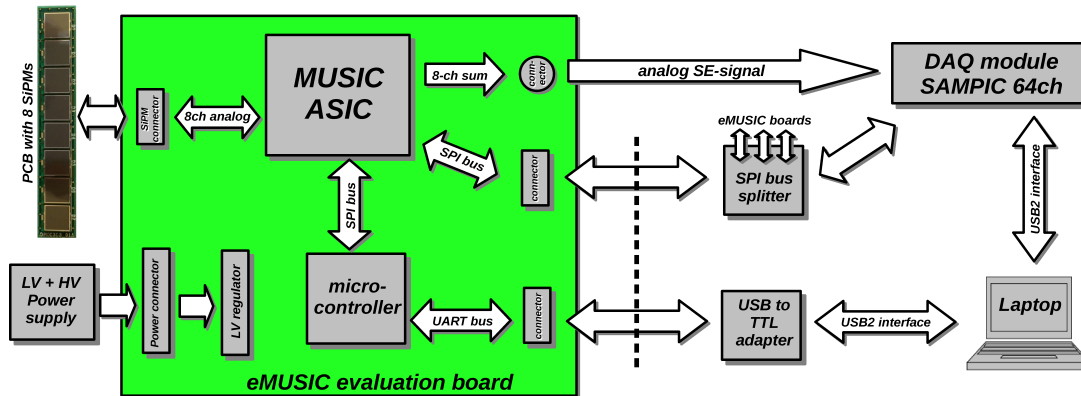 PCB with 8 SiPMs
SiPM
connector
8ch analog
MUSIC
ASIC
8-ch sum
conn-
ector
analog SE-signal
DAQ module
SAMPIC 64ch
eMUSIC boards
SPI bus
SPI bus
connector
SPI bus
splitter
USB2 interface
LV + HV
Power
supply
Power connector
LV regulator
micro-
controller
UART bus
connector
USB to
TTL
adapter
USB2 interface
Laptop
eMUSIC evaluation board